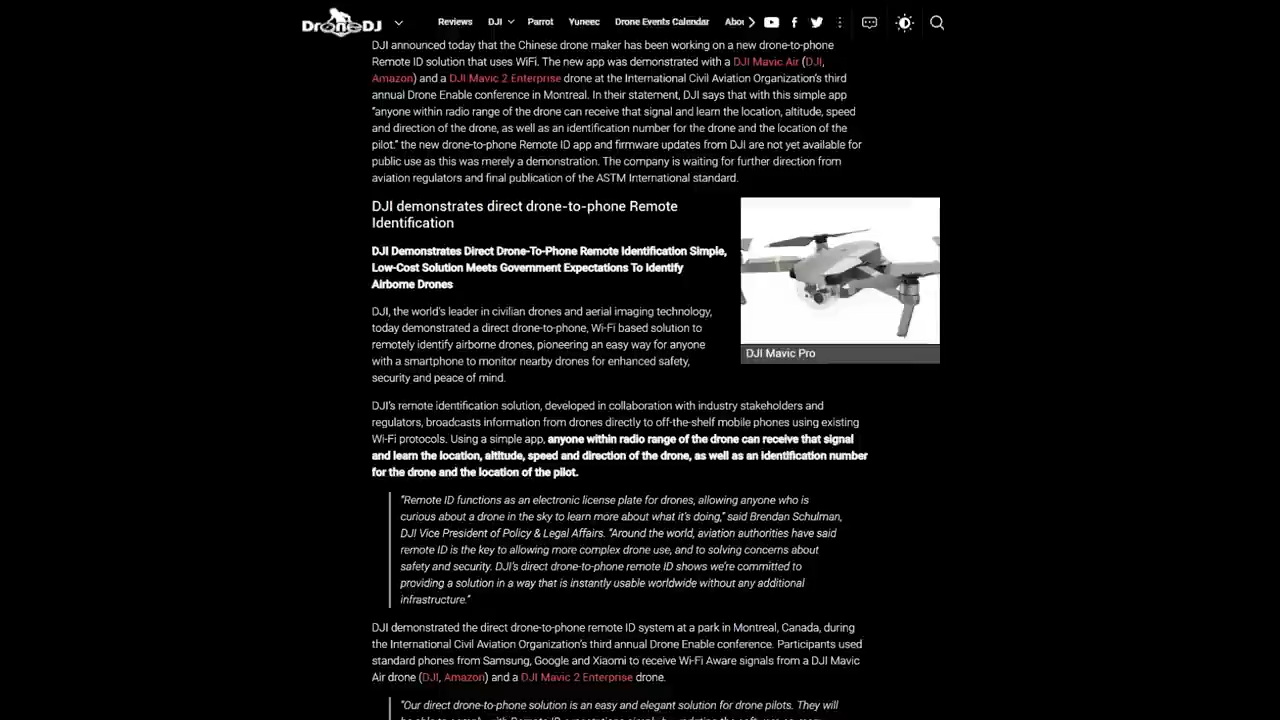 DroneDJ
Reviews DJI Parrot Yuneec Drone Events Calendar Abou
DJI announced today that the Chinese drone maker has been working on a new drone-to-phone
Remote ID solution that uses WiFi. The new app was demonstrated with a DJI Mavic Air (DJI,
Amazon) and a DJI Mavic 2 Enterprise drone at the International Civil Aviation Organization's third
annual Drone Enable conference in Montreal. In their statement, DJI says that with this simple app
"anyone within radio range of the drone can receive that signal and learn the location, altitude, speed
and direction of the drone, as well as an identification number for the drone and the location of the
pilot." the new drone-to-phone Remote ID app and firmware updates from DJI are not yet available for
public use as this was merely a demonstration. The company is waiting for further direction from
aviation regulators and final publication of the ASTM International standard.
DJI demonstrates direct drone-to-phone Remote
Identification
DJI Demonstrates Direct Drone-To-Phone Remote Identification Simple,
Low-Cost Solution Meets Government Expectations To Identify
Airborne Drones
DJI Mavic Pro
DJI, the world's leader in civilian drones and aerial imaging technology,
today demonstrated a direct drone-to-phone, Wi-Fi based solution to
remotely identify airborne drones, pioneering an easy way for anyone
with a smartphone to monitor nearby drones for enhanced safety,
security and peace of mind.
DJI's remote identification solution, developed in collaboration with industry stakeholders and
regulators, broadcasts information from drones directly to off-the-shelf mobile phones using existing
Wi-Fi protocols. Using a simple app, anyone within radio range of the drone can receive that signal
and learn the location, altitude, speed and direction of the drone, as well as an identification number
for the drone and the location of the pilot.
"Remote ID functions as an electronic license plate for drones, allowing anyone who is
curious about a drone in the sky to learn more about what it's doing," said Brendan Schulman,
DJI Vice President of Policy & Legal Affairs. "Around the world, aviation authorities have said
remote ID is the key to allowing more complex drone use, and to solving concerns about
safety and security. DJI's direct drone-to-phone remote ID shows we're committed to
providing a solution in a way that is instantly usable worldwide without any additional
infrastructure."
DJI demonstrated the direct drone-to-phone remote ID system at a park in Montreal, Canada, during
the International Civil Aviation Organization's third annual Drone Enable conference. Participants used
standard phones from Samsung, Google and Xiaomi to receive Wi-Fi Aware signals from a DJI Mavic
Air drone (DJI, Amazon) and a DJI Mavic 2 Enterprise drone.
"Our direct drone-to-phone solution is an easy and elegant solution for drone pilots. They will